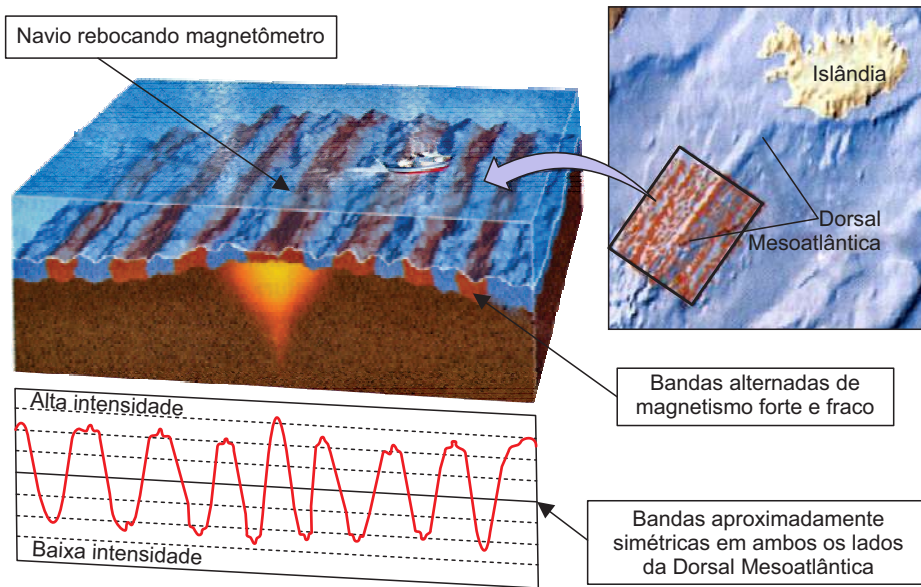 Navio rebocando magnetômetro
Islândia
Dorsal
Mesoatlântica
Bandas alternadas de
magnetismo forte e fraco
Alta intensidade
Baixa intensidade
Bandas aproximadamente
simétricas em ambos os lados
da Dorsal Mesoatlântica